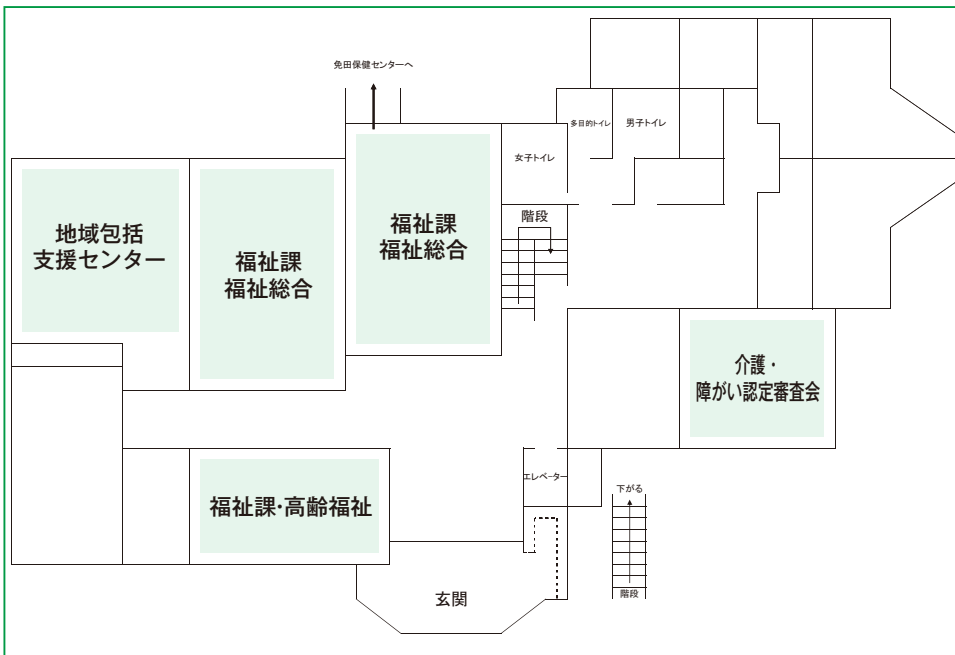 免田保健センターへ
多目的トイレ
男子トイレ
女子トイレ
階段
地域包括
支援センター
福祉課
福祉総合
福祉課
福祉総合
介護・
障がい認定審査会
エレベーター
下がる
福祉課・高齢福祉
階段
玄関